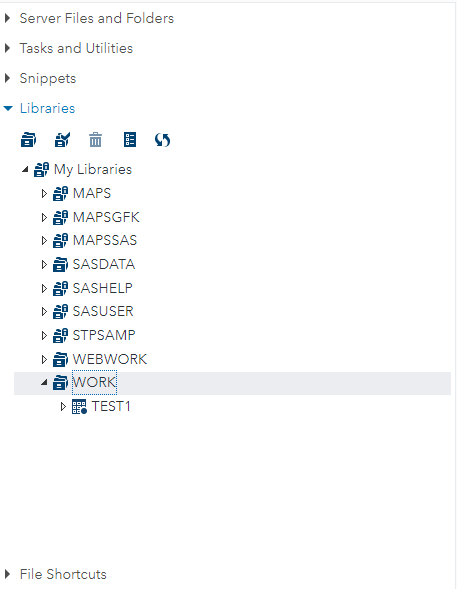 Server Files and Folders
Tasks and Utilities
Snippets
Libraries
My Libraries
MAPS
MAPSGFK
MAPSSAS
SASDATA
SASHELP
SASUSER
STPSAMP
WEBWORK
WORK
TEST1
File Shortcuts